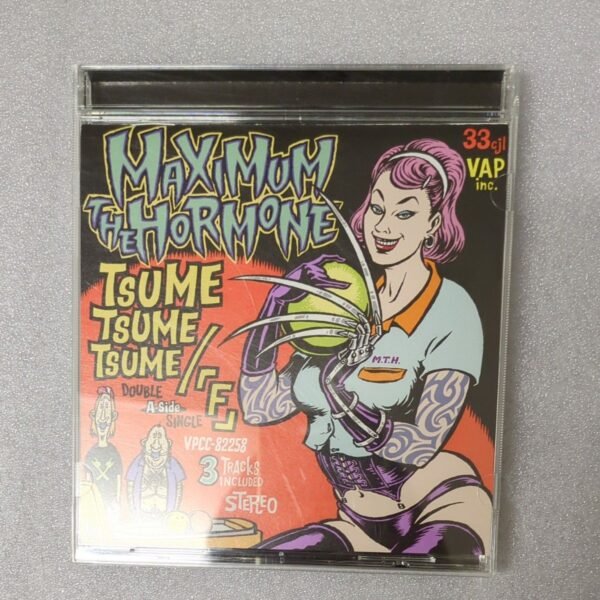 MAXIMUM
THE HORMONE
33cjl
VAP
inc.
TSUME
TSUME
TSUME/「F」
DOUBLE
A-Side
SINGLE
VPCC-82258
3 TRACKS
INCLUDED
STEREO
M.T.H.